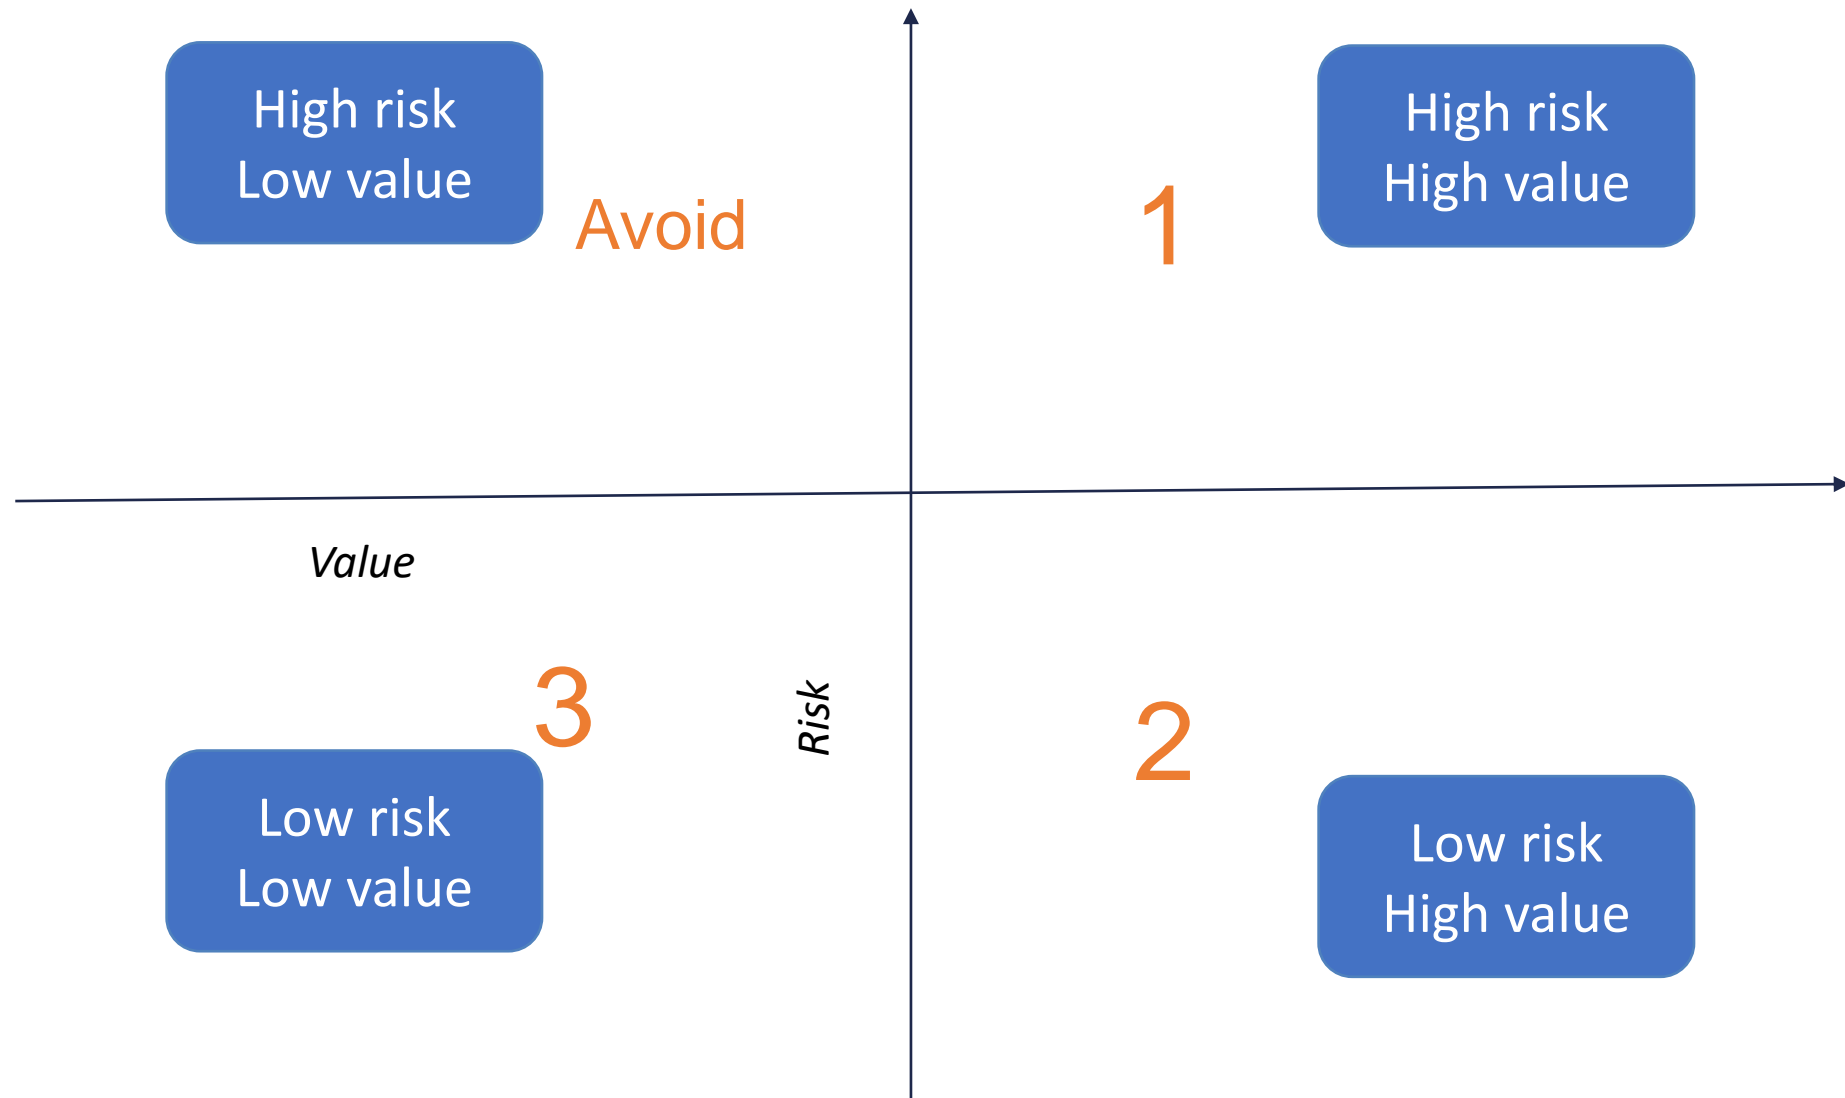 High risk
Low value
Avoid
1
High risk
High value
Value
3
Risk
2
Low risk
Low value
Low risk
High value